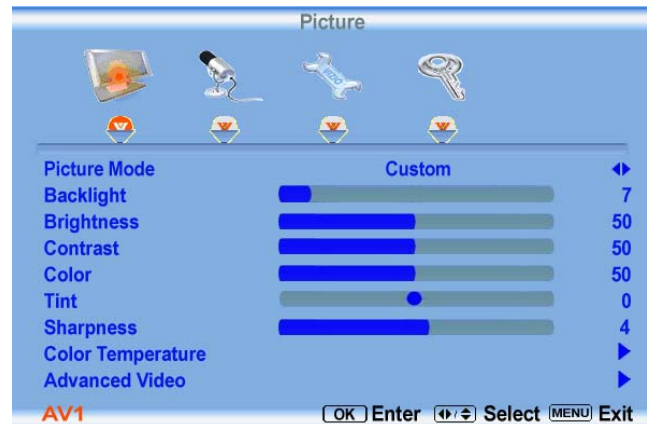 Picture
VIZIO
Picture Mode Custom
Backlight 7
Brightness 50
Contrast 50
Color 50
Tint 0
Sharpness 4
Color Temperature
Advanced Video
AV1 OK Enter Select MENU Exit